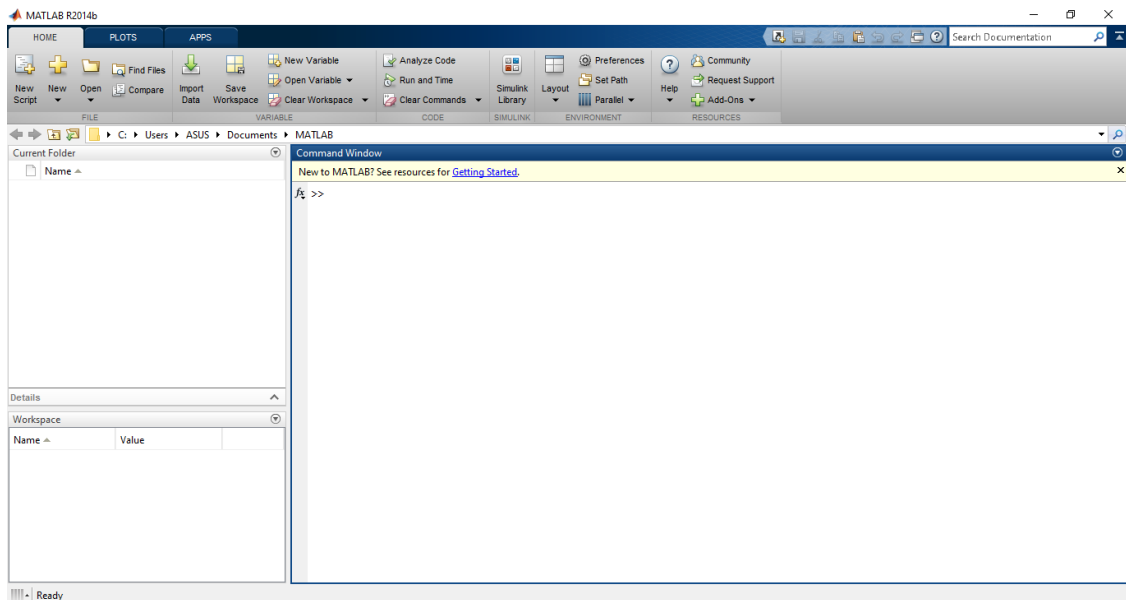 MATLAB R2014b
HOME PLOTS APPS
Search Documentation
New Script
New
Open
Find Files
Compare
FILE
Import Data
Save Workspace
New Variable
Open Variable
Clear Workspace
VARIABLE
Analyze Code
Run and Time
Clear Commands
CODE
Simulink Library
SIMULINK
Layout
Preferences
Set Path
Parallel
ENVIRONMENT
Help
Community
Request Support
Add-Ons
RESOURCES
C: Users ASUS Documents MATLAB
Current Folder
Name
Details
Workspace
Name Value
Command Window
New to MATLAB? See resources for Getting Started.
fx >>
Ready